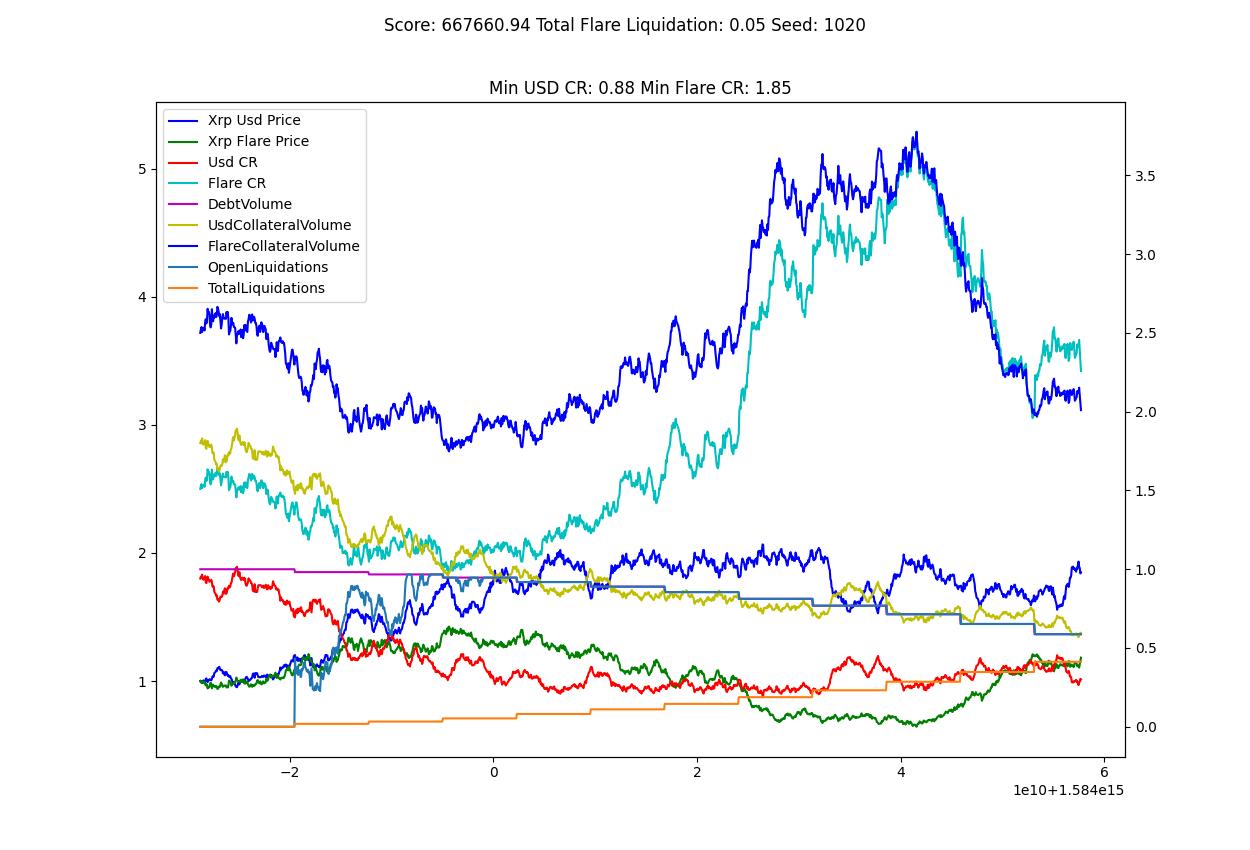 Score: 667660.94 Total Flare Liquidation: 0.05 Seed: 1020
Min USD CR: 0.88 Min Flare CR: 1.85
Xrp Usd Price
Xrp Flare Price
Usd CR
Flare CR
DebtVolume
UsdCollateralVolume
FlareCollateralVolume
OpenLiquidations
TotalLiquidations
5
4
3
2
1
3.5
3.0
2.5
2.0
1.5
1.0
0.5
0.0
−2 0 2 4 6
1e10+1.584e15